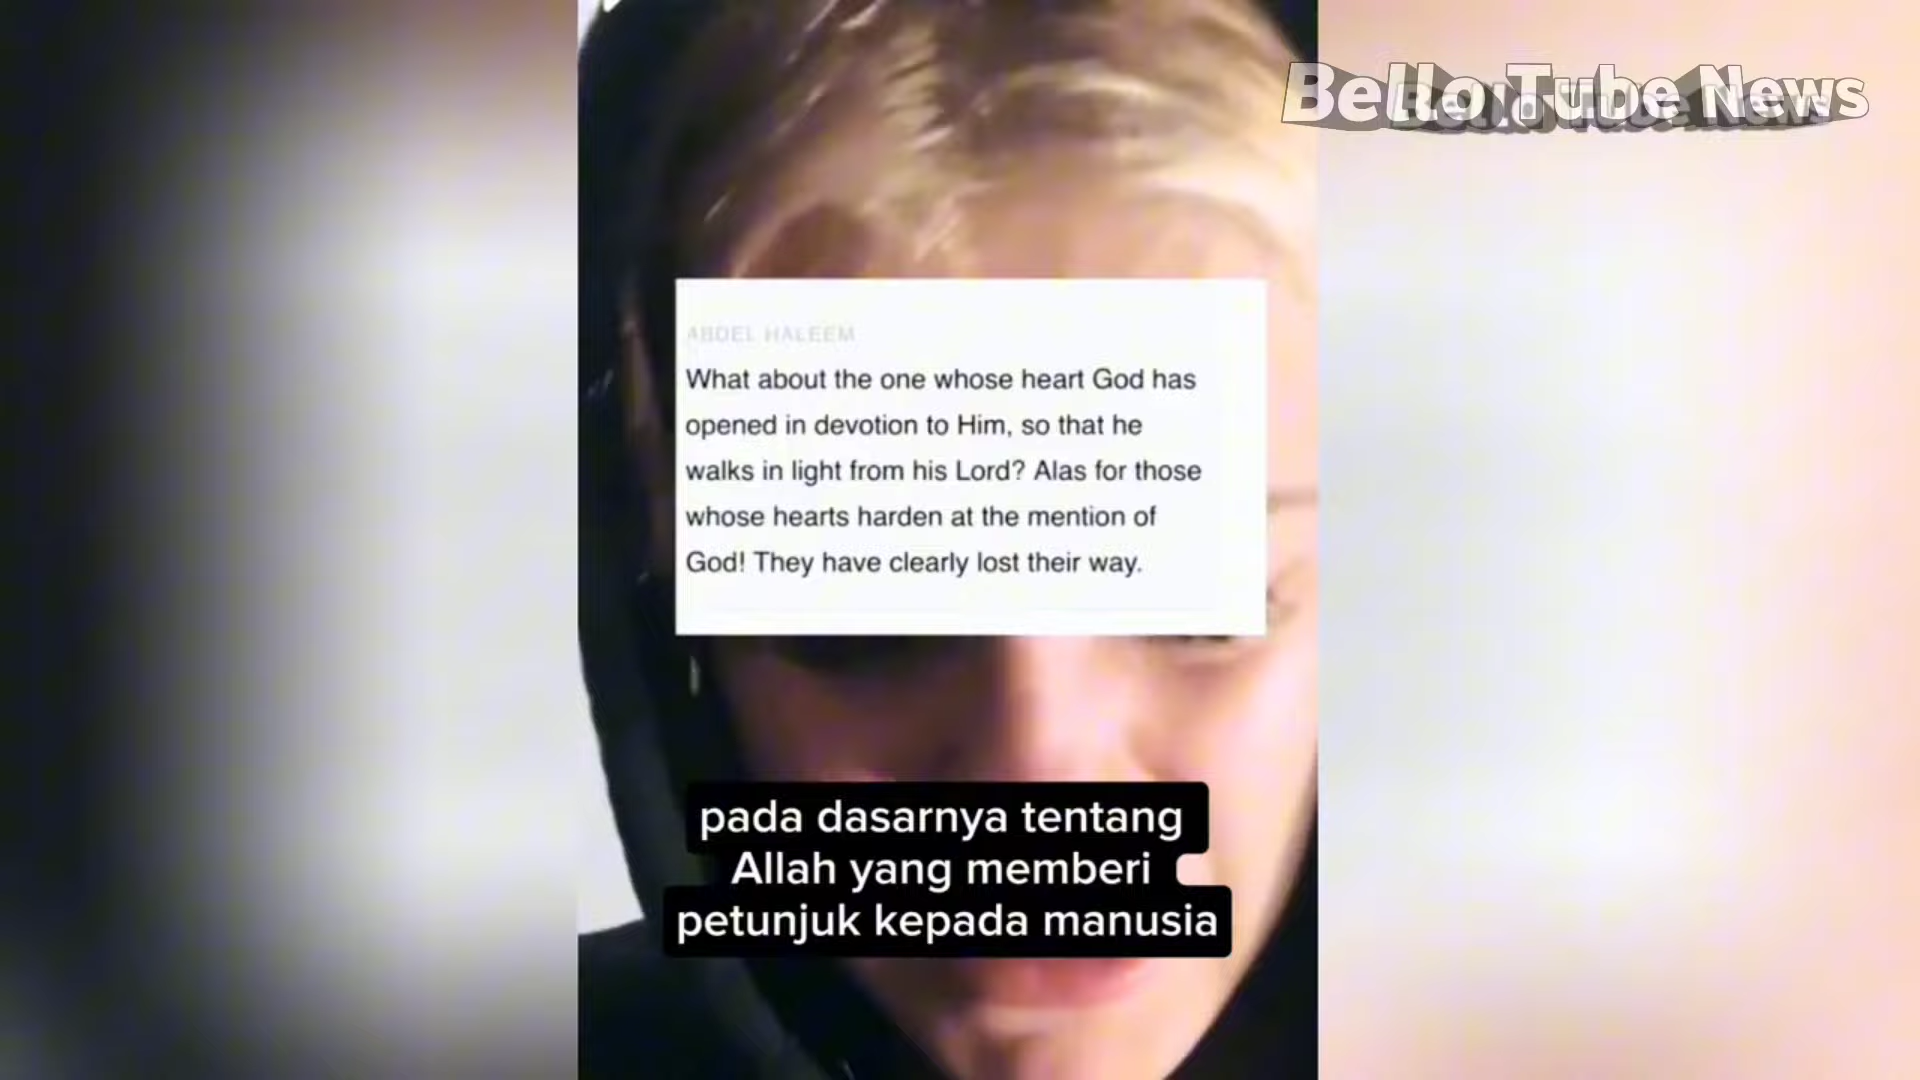 Bello Tube News
ABDEL HALEEM
What about the one whose heart God has
opened in devotion to Him, so that he
walks in light from his Lord? Alas for those
whose hearts harden at the mention of
God! They have clearly lost their way.
pada dasarnya tentang
Allah yang memberi
petunjuk kepada manusia